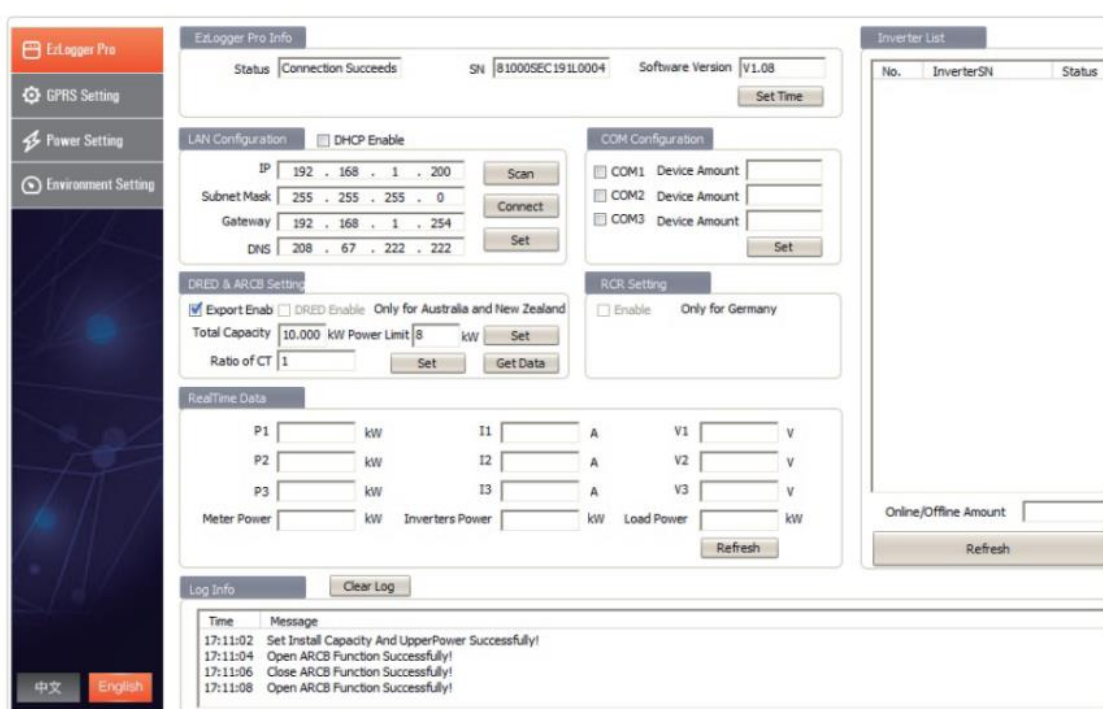 EzLogger Pro
GPRS Setting
Power Setting
Environment Setting
中文 English
EzLogger Pro Info
Status Connection Succeeds SN 81000SEC191L0004 Software Version V1.08
Set Time
LAN Configuration DHCP Enable
IP 192 . 168 . 1 . 200 Scan
Subnet Mask 255 . 255 . 255 . 0 Connect
Gateway 192 . 168 . 1 . 254
DNS 208 . 67 . 222 . 222 Set
COM Configuration
COM1 Device Amount
COM2 Device Amount
COM3 Device Amount
Set
DRED & ARCB Setting
Export Enab DRED Enable Only for Australia and New Zealand
Total Capacity 10.000 kW Power Limit 8 kW Set
Ratio of CT 1 Set Get Data
RCR Setting
Enable Only for Germany
RealTime Data
P1 kW I1 A V1 V
P2 kW I2 A V2 V
P3 kW I3 A V3 V
Meter Power kW Inverters Power kW Load Power kW
Refresh
Inverter List
No. InverterSN Status
Online/Offline Amount
Refresh
Log Info Clear Log
Time Message
17:11:02 Set Install Capacity And UpperPower Successfully!
17:11:04 Open ARCB Function Successfully!
17:11:06 Close ARCB Function Successfully!
17:11:08 Open ARCB Function Successfully!